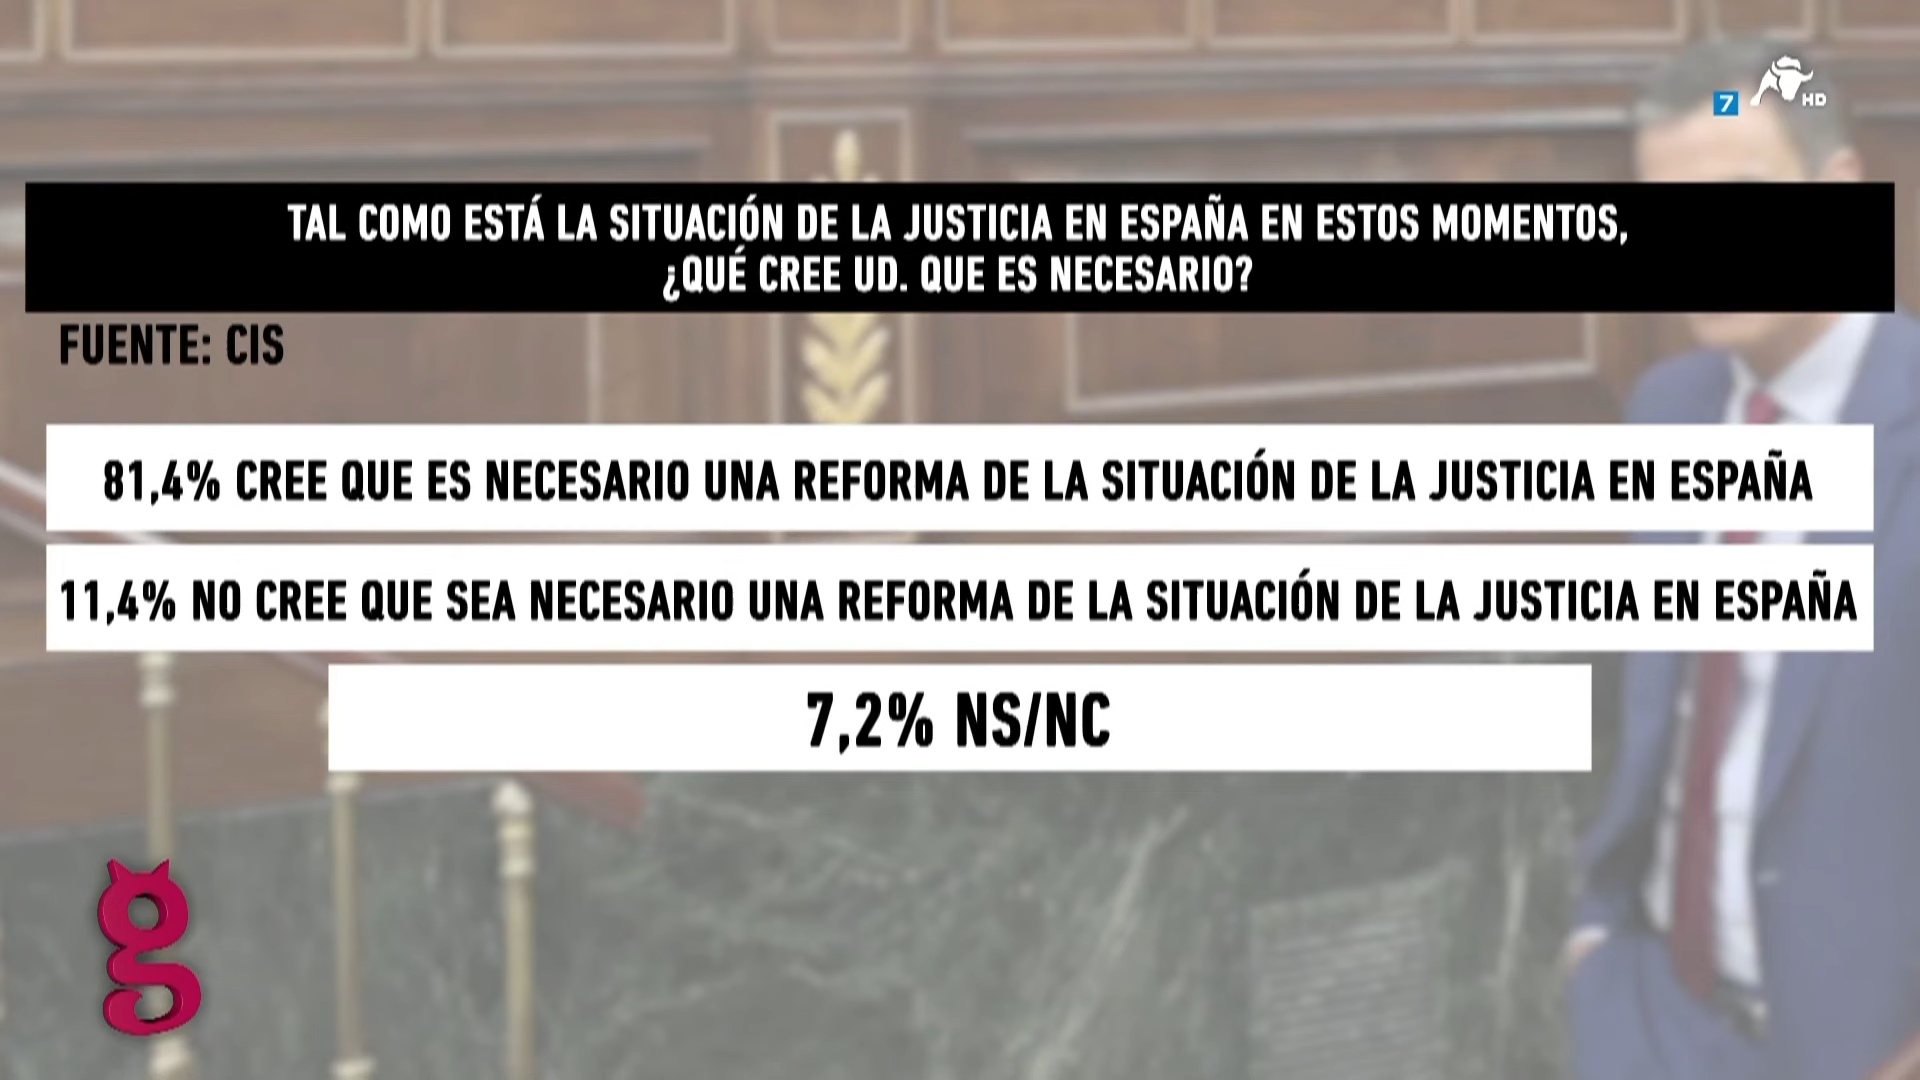 7
HD
TAL COMO ESTÁ LA SITUACIÓN DE LA JUSTICIA EN ESPAÑA EN ESTOS MOMENTOS,
¿QUÉ CREE UD. QUE ES NECESARIO?
FUENTE: CIS
81,4% CREE QUE ES NECESARIO UNA REFORMA DE LA SITUACIÓN DE LA JUSTICIA EN ESPAÑA
11,4% NO CREE QUE SEA NECESARIO UNA REFORMA DE LA SITUACIÓN DE LA JUSTICIA EN ESPAÑA
7,2% NS/NC
g